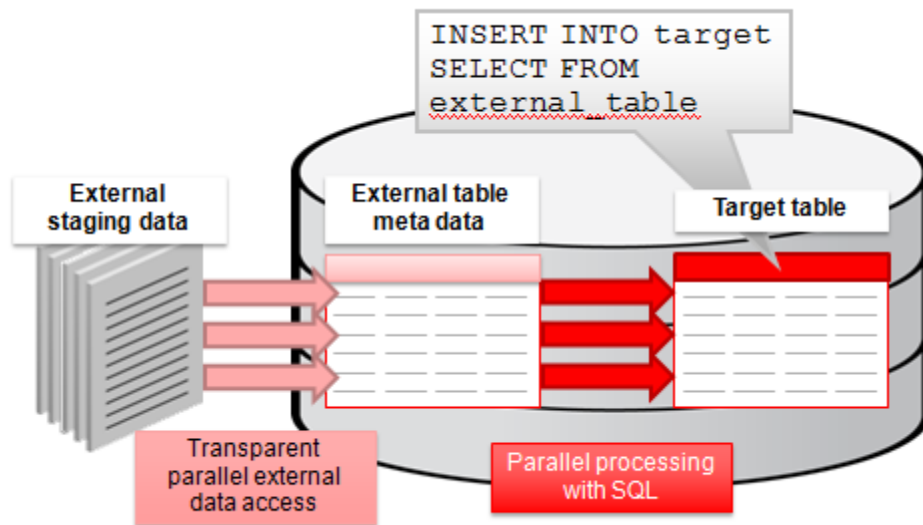 INSERT INTO target
SELECT FROM
external_table
External
staging data
External table
meta data
Target table
Transparent
parallel external
data access
Parallel processing
with SQL